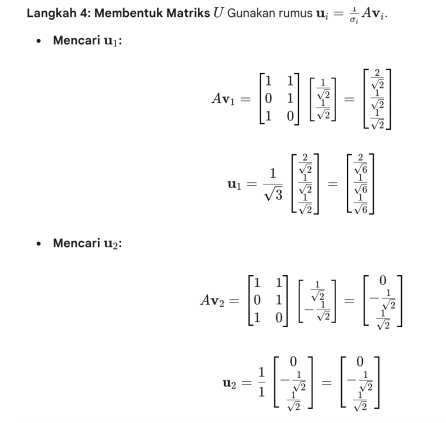 Langkah 4: Membentuk Matriks $U$ Gunakan rumus $\mathbf{u}_i = \frac{1}{\sigma_i} A\mathbf{v}_i$.
• Mencari $\mathbf{u}_1$:
$A\mathbf{v}_1 = \begin{bmatrix} 1 & 1 \\ 0 & 1 \\ 1 & 0 \end{bmatrix} \begin{bmatrix} \frac{1}{\sqrt{2}} \\ \frac{1}{\sqrt{2}} \end{bmatrix} = \begin{bmatrix} \frac{2}{\sqrt{2}} \\ \frac{1}{\sqrt{2}} \\ \frac{1}{\sqrt{2}} \end{bmatrix}$
$\mathbf{u}_1 = \frac{1}{\sqrt{3}} \begin{bmatrix} \frac{2}{\sqrt{2}} \\ \frac{1}{\sqrt{2}} \\ \frac{1}{\sqrt{2}} \end{bmatrix} = \begin{bmatrix} \frac{2}{\sqrt{6}} \\ \frac{1}{\sqrt{6}} \\ \frac{1}{\sqrt{6}} \end{bmatrix}$
• Mencari $\mathbf{u}_2$:
$A\mathbf{v}_2 = \begin{bmatrix} 1 & 1 \\ 0 & 1 \\ 1 & 0 \end{bmatrix} \begin{bmatrix} \frac{1}{\sqrt{2}} \\ -\frac{1}{\sqrt{2}} \end{bmatrix} = \begin{bmatrix} 0 \\ -\frac{1}{\sqrt{2}} \\ \frac{1}{\sqrt{2}} \end{bmatrix}$
$\mathbf{u}_2 = \frac{1}{1} \begin{bmatrix} 0 \\ -\frac{1}{\sqrt{2}} \\ \frac{1}{\sqrt{2}} \end{bmatrix} = \begin{bmatrix} 0 \\ -\frac{1}{\sqrt{2}} \\ \frac{1}{\sqrt{2}} \end{bmatrix}$